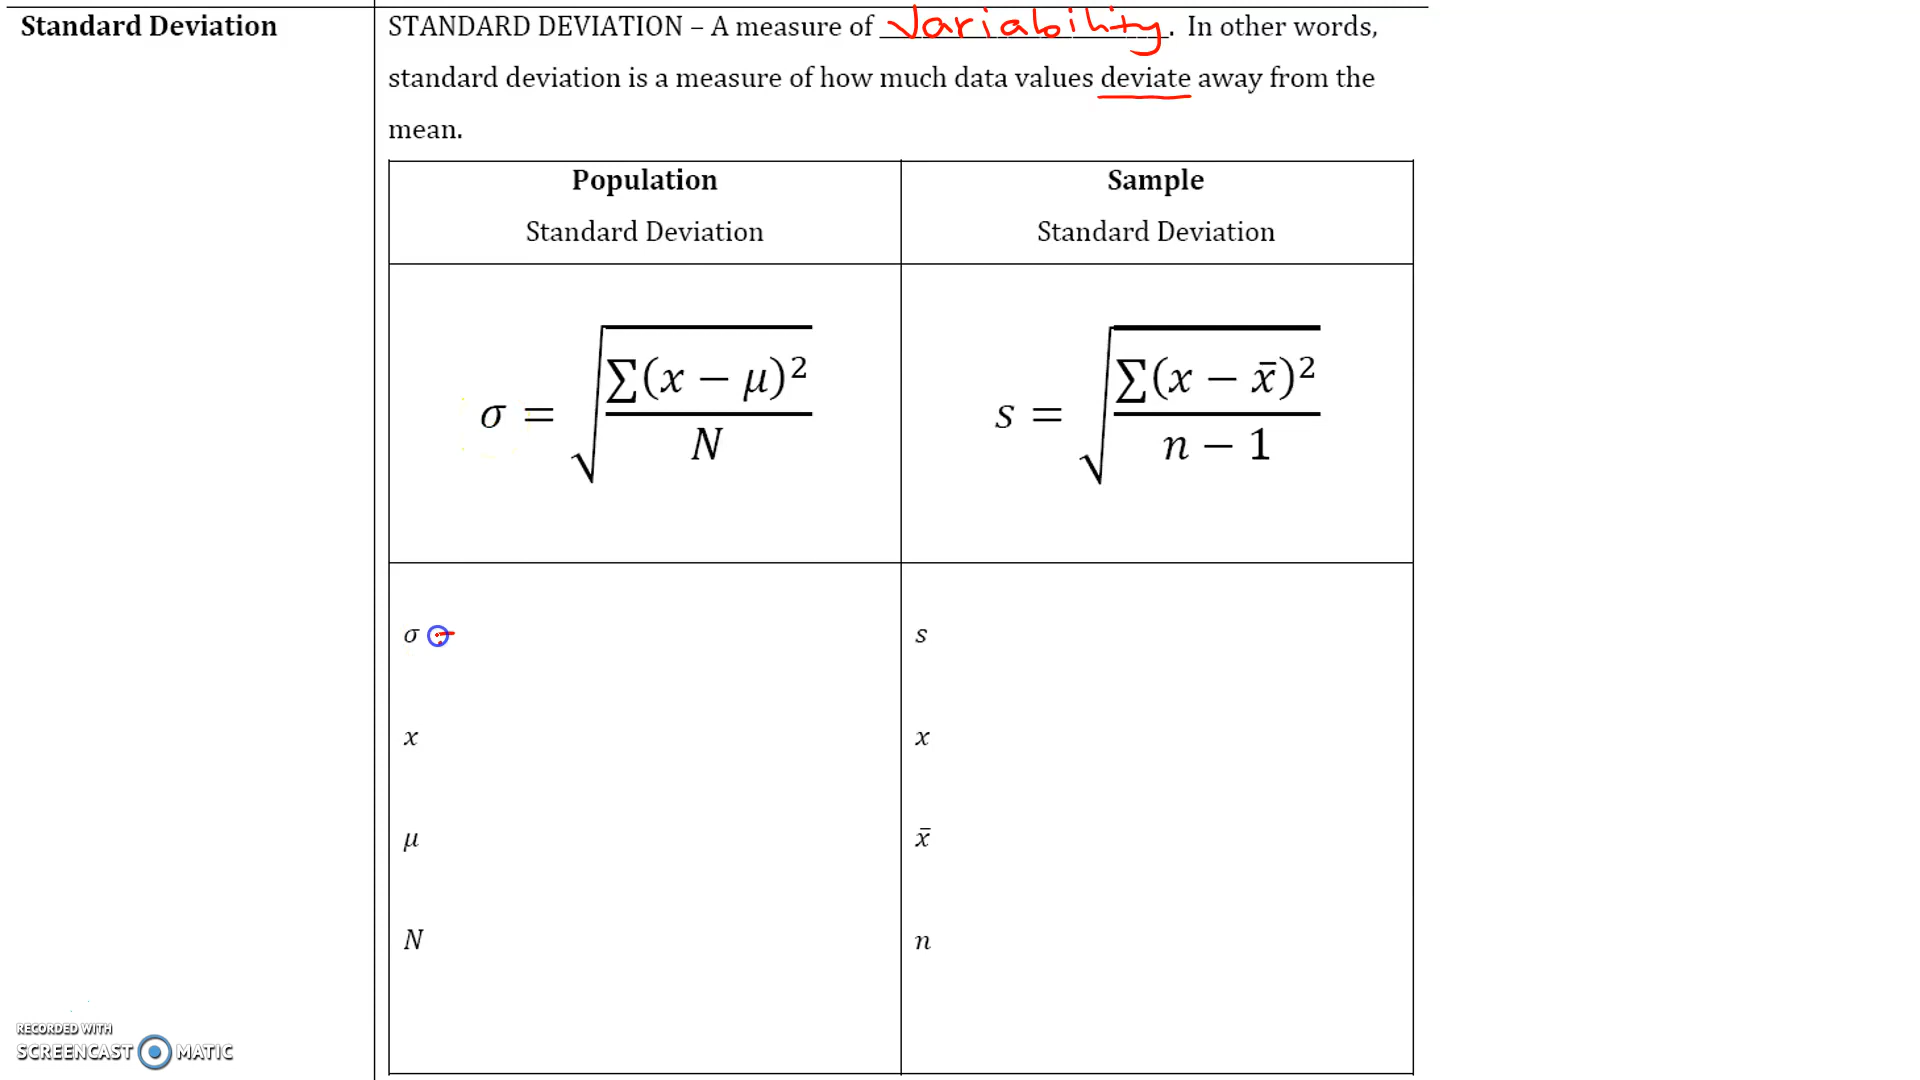 Standard Deviation
STANDARD DEVIATION – A measure of variability. In other words,
standard deviation is a measure of how much data values deviate away from the
mean.
Population
Standard Deviation
Sample
Standard Deviation
σ = √(∑(x − μ)² / N)
s = √(∑(x − x̄)² / (n − 1))
σ -
x
μ
N
s
x
x̄
n
RECORDED WITH
SCREENCAST MATIC